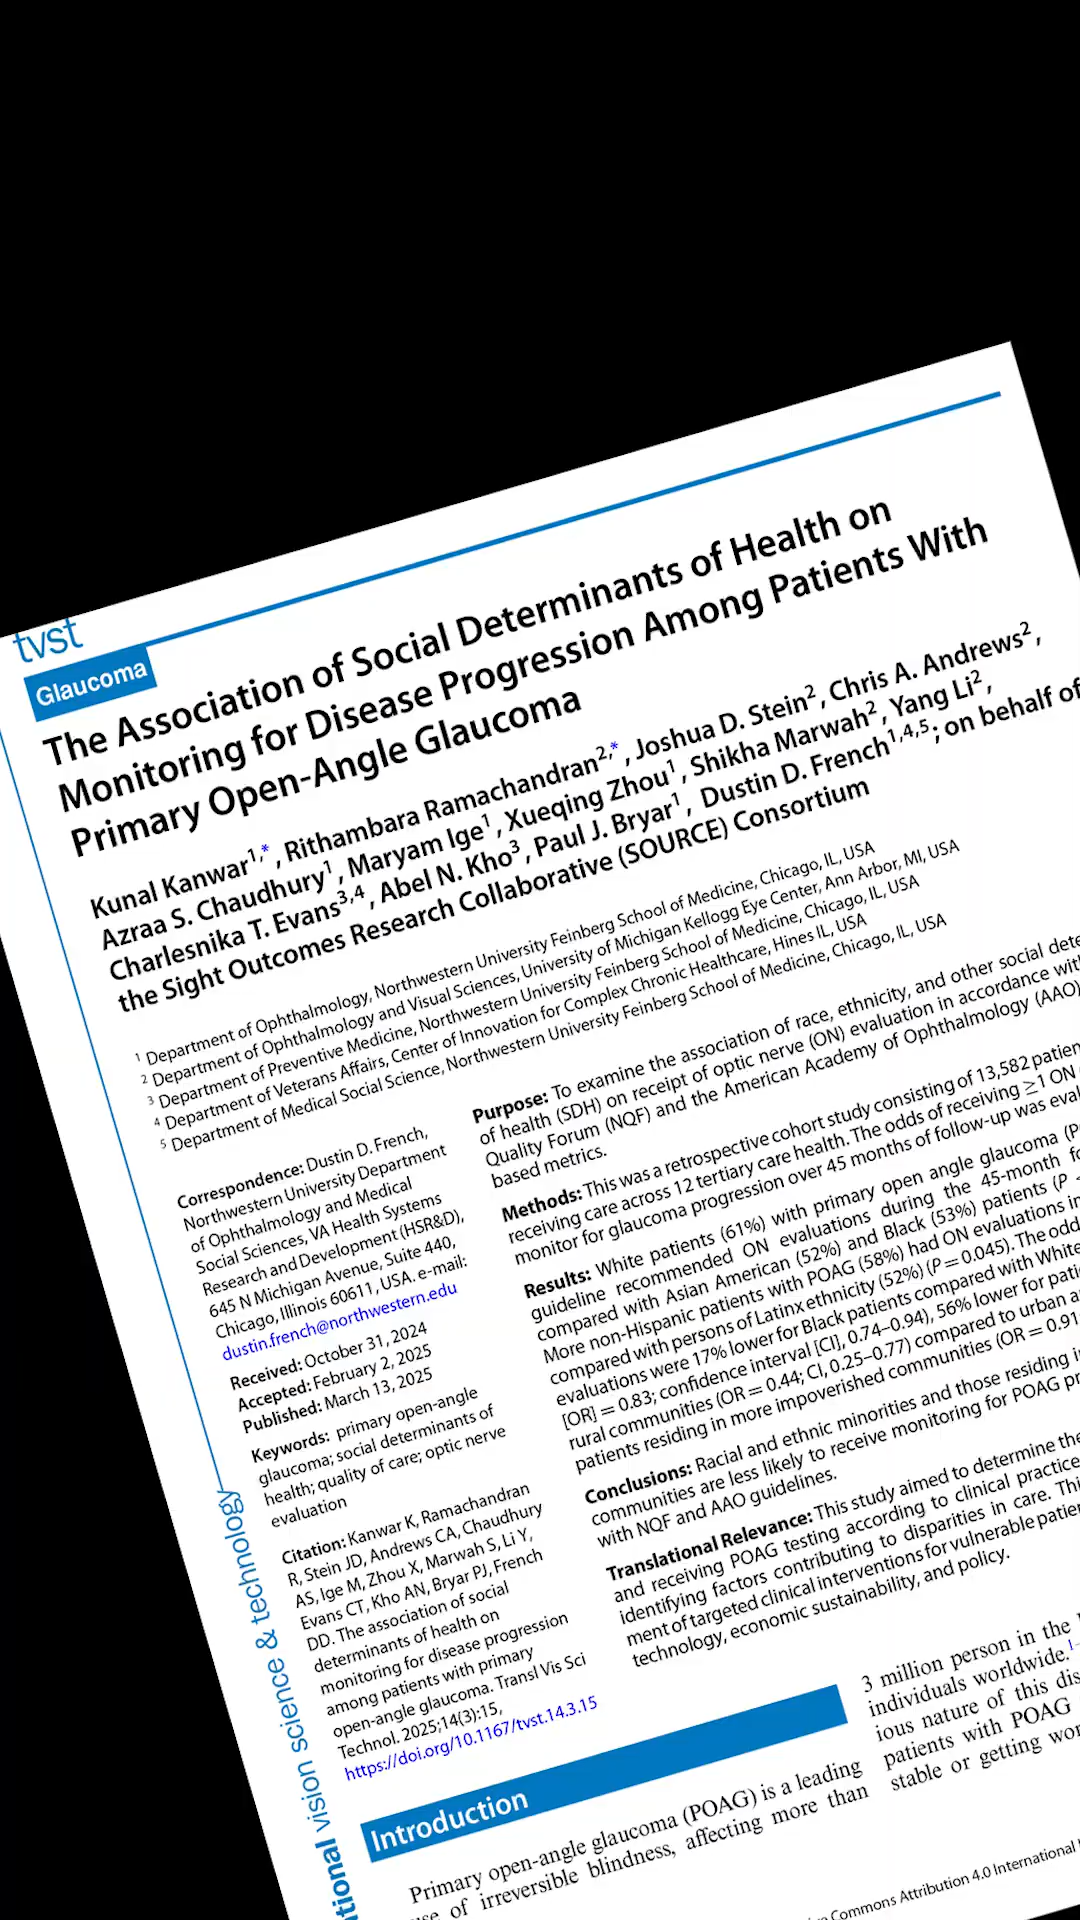 tvst
Glaucoma
The Association of Social Determinants of Health on
Monitoring for Disease Progression Among Patients With
Primary Open-Angle Glaucoma
Kunal Kanwar1,*, Rithambara Ramachandran2,*, Joshua D. Stein2, Chris A. Andrews2,
Azraa S. Chaudhury1, Maryam Ige1, Xueqing Zhou1, Shikha Marwah2, Yang Li2,
Charlesnika T. Evans3,4, Abel N. Kho3, Paul J. Bryar1, Dustin D. French1,4,5; on behalf of
the Sight Outcomes Research Collaborative (SOURCE) Consortium
1 Department of Ophthalmology, Northwestern University Feinberg School of Medicine, Chicago, IL, USA
2 Department of Ophthalmology and Visual Sciences, University of Michigan Kellogg Eye Center, Ann Arbor, MI, USA
3 Department of Preventive Medicine, Northwestern University Feinberg School of Medicine, Chicago, IL, USA
4 Department of Veterans Affairs, Center of Innovation for Complex Chronic Healthcare, Hines IL, USA
5 Department of Medical Social Science, Northwestern University Feinberg School of Medicine, Chicago, IL, USA
Correspondence: Dustin D. French,
Northwestern University Department
of Ophthalmology and Medical
Social Sciences, VA Health Systems
Research and Development (HSR&D),
645 N Michigan Avenue, Suite 440,
Chicago, Illinois 60611, USA. e-mail:
dustin.french@northwestern.edu
Received: October 31, 2024
Accepted: February 2, 2025
Published: March 13, 2025
Keywords: primary open-angle
glaucoma; social determinants of
health; quality of care; optic nerve
evaluation
Citation: Kanwar K, Ramachandran
R, Stein JD, Andrews CA, Chaudhury
AS, Ige M, Zhou X, Marwah S, Li Y,
Evans CT, Kho AN, Bryar PJ, French
DD. The association of social
determinants of health on
monitoring for disease progression
among patients with primary
open-angle glaucoma. Transl Vis Sci
Technol. 2025;14(3):15,
https://doi.org/10.1167/tvst.14.3.15
Purpose: To examine the association of race, ethnicity, and other social dete
of health (SDH) on receipt of optic nerve (ON) evaluation in accordance wit
Quality Forum (NQF) and the American Academy of Ophthalmology (AAO)
based metrics.
Methods: This was a retrospective cohort study consisting of 13,582 patien
receiving care across 12 tertiary care health. The odds of receiving ≥1 ON
monitor for glaucoma progression over 45 months of follow-up was eval
Results: White patients (61%) with primary open angle glaucoma (P
guideline recommended ON evaluations during the 45-month fo
compared with Asian American (52%) and Black (53%) patients (P
More non-Hispanic patients with POAG (58%) had ON evaluations in
compared with persons of Latinx ethnicity (52%) (P = 0.045). The odd
evaluations were 17% lower for Black patients compared with White
[OR] = 0.83; confidence interval [CI], 0.74–0.94), 56% lower for patie
rural communities (OR = 0.44; CI, 0.25–0.77) compared to urban a
patients residing in more impoverished communities (OR = 0.91
Conclusions: Racial and ethnic minorities and those residing i
communities are less likely to receive monitoring for POAG pr
with NQF and AAO guidelines.
Translational Relevance: This study aimed to determine the
and receiving POAG testing according to clinical practice
identifying factors contributing to disparities in care. Thi
ment of targeted clinical interventions for vulnerable patien
technology, economic sustainability, and policy.
tional vision science & technology
Introduction
Primary open-angle glaucoma (POAG) is a leading
use of irreversible blindness, affecting more than
3 million person in the
individuals worldwide.1–
ious nature of this dis
patients with POAG
stable or getting wor
Commons Attribution 4.0 International